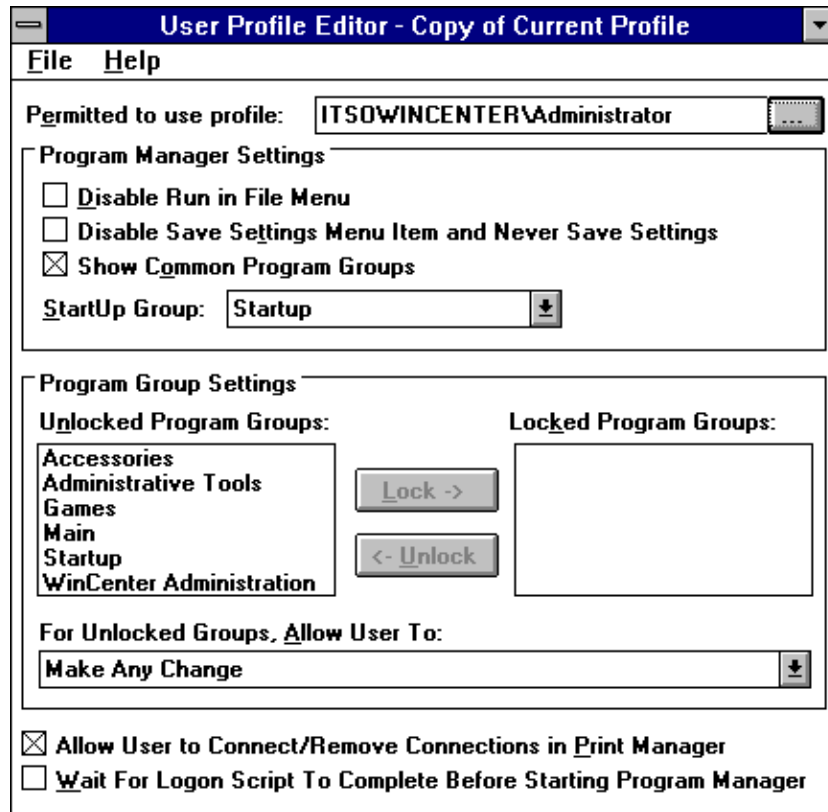 User Profile Editor - Copy of Current Profile
File Help
Permitted to use profile: ITSOWINCENTER\Administrator ...
Program Manager Settings
Disable Run in File Menu
Disable Save Settings Menu Item and Never Save Settings
Show Common Program Groups
StartUp Group: Startup
Program Group Settings
Unlocked Program Groups: Locked Program Groups:
Accessories
Administrative Tools
Games
Main
Startup
WinCenter Administration
Lock ->
<- Unlock
For Unlocked Groups, Allow User To:
Make Any Change
Allow User to Connect/Remove Connections in Print Manager
Wait For Logon Script To Complete Before Starting Program Manager